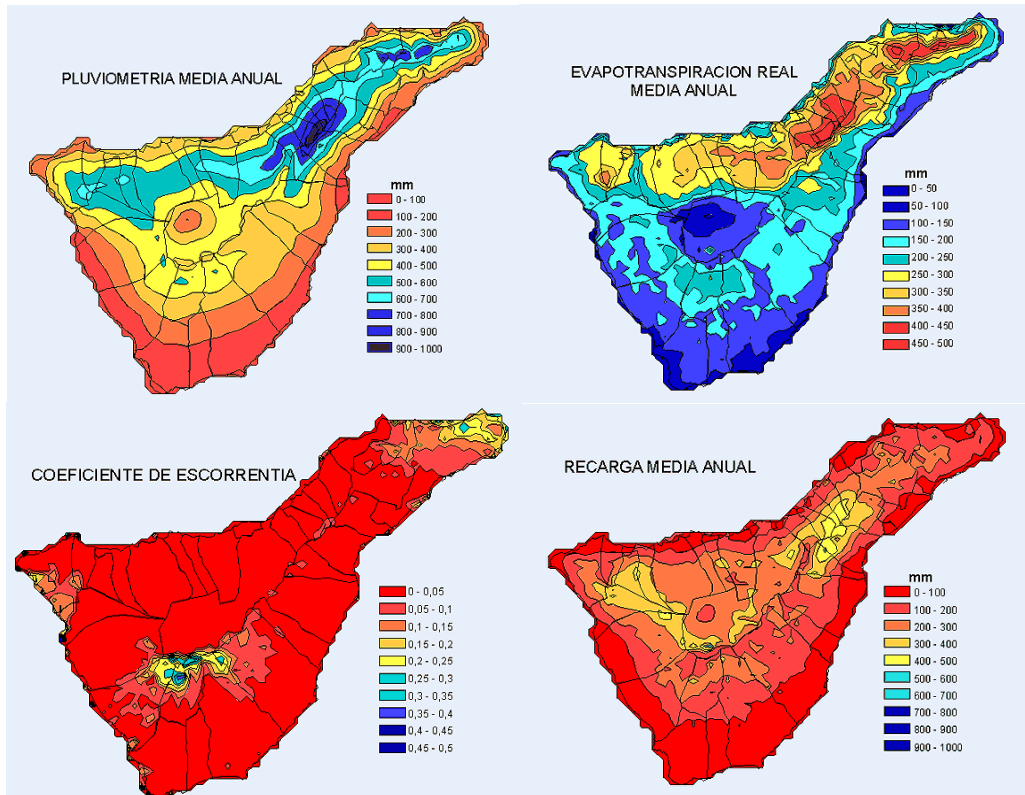 PLUVIOMETRIA MEDIA ANUAL
mm
0 - 100
100 - 200
200 - 300
300 - 400
400 - 500
500 - 600
600 - 700
700 - 800
800 - 900
900 - 1000
EVAPOTRANSPIRACION REAL
MEDIA ANUAL
mm
0 - 50
50 - 100
100 - 150
150 - 200
200 - 250
250 - 300
300 - 350
350 - 400
400 - 450
450 - 500
COEFICIENTE DE ESCORRENTIA
0 - 0,05
0,05 - 0,1
0,1 - 0,15
0,15 - 0,2
0,2 - 0,25
0,25 - 0,3
0,3 - 0,35
0,35 - 0,4
0,4 - 0,45
0,45 - 0,5
RECARGA MEDIA ANUAL
mm
0 - 100
100 - 200
200 - 300
300 - 400
400 - 500
500 - 600
600 - 700
700 - 800
800 - 900
900 - 1000